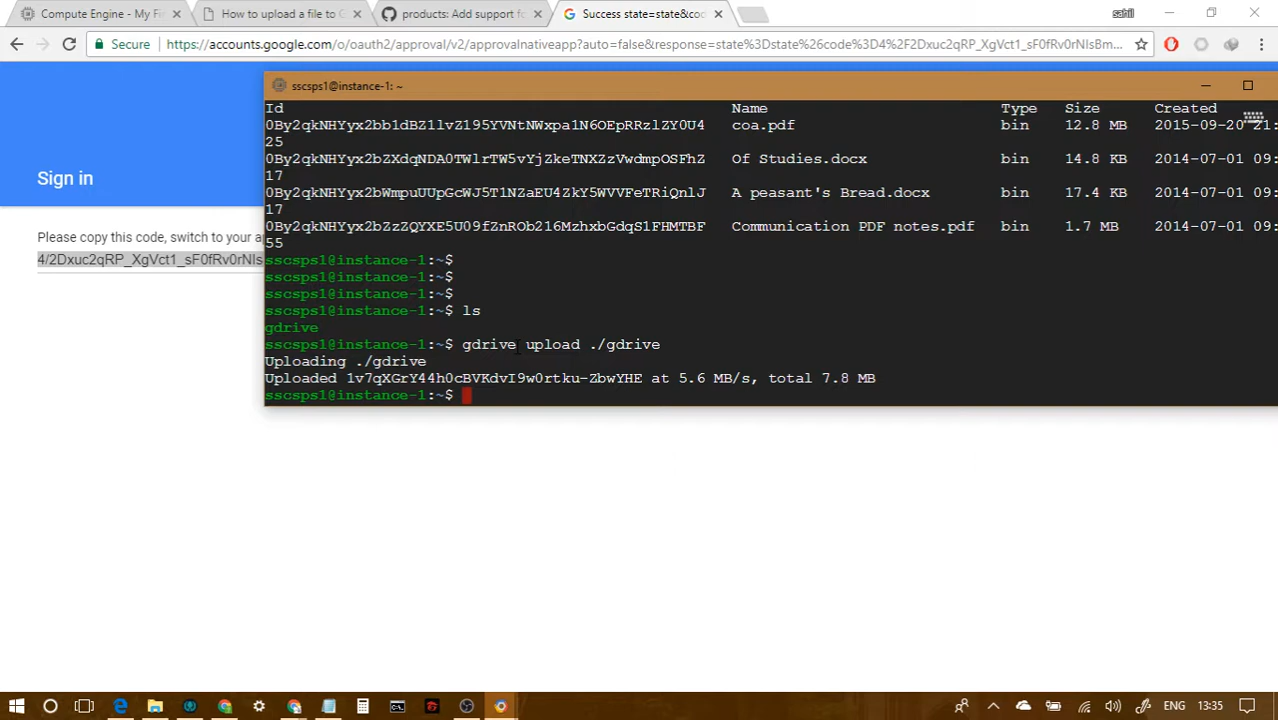 Compute Engine - My Fi
How to upload a file to G
products: Add support fo
Success state=state&coo
sahil
Secure https://accounts.google.com/o/oauth2/approval/v2/approvalnativeapp?auto=false&response=state%3Dstate%26code%3D4%2F2Dxuc2qRP_XgVct1_sF0fRv0rNIsBm...
sscsps1@instance-1: ~
Id Name Type Size Created
0By2qkNHYyx2bb1dBZ1lvZ195YVNtNWxpa1N6OEpRRzlZY0U4 coa.pdf bin 12.8 MB 2015-09-20 21:
25
0By2qkNHYyx2bZXdqNDA0TWlrTW5vYjZkeTNXZzVwdmpOSFhZ Of Studies.docx bin 14.8 KB 2014-07-01 09:
17
0By2qkNHYyx2bWmpuUUpGcWJ5T1NZaEU4ZkY5WVVFeTRiQnlJ A peasant's Bread.docx bin 17.4 KB 2014-07-01 09:
17
0By2qkNHYyx2bZzZQYXE5U09fZnROb216MzhxbGdqS1FHMTBF Communication PDF notes.pdf bin 1.7 MB 2014-07-01 09:
55
sscsps1@instance-1:~$
sscsps1@instance-1:~$
sscsps1@instance-1:~$
sscsps1@instance-1:~$ ls
gdrive
sscsps1@instance-1:~$ gdrive upload ./gdrive
Uploading ./gdrive
Uploaded 1v7qXGrY44h0cBVKdvI9w0rtku-ZbwYHE at 5.6 MB/s, total 7.8 MB
sscsps1@instance-1:~$
Sign in
Please copy this code, switch to your ap
4/2Dxuc2qRP_XgVct1_sF0fRv0rNIs
ENG 13:35